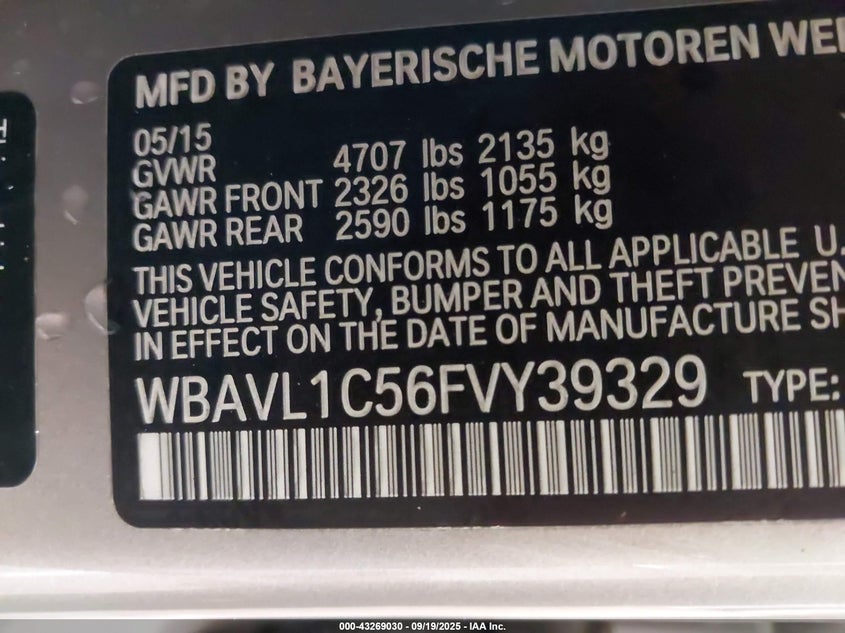 MFD BY BAYERISCHE MOTOREN WE
05/15
GVWR 4707 lbs 2135 kg
GAWR FRONT 2326 lbs 1055 kg
GAWR REAR 2590 lbs 1175 kg
THIS VEHICLE CONFORMS TO ALL APPLICABLE U.
VEHICLE SAFETY, BUMPER AND THEFT PREVEN
IN EFFECT ON THE DATE OF MANUFACTURE SH
WBAVL1C56FVY39329 TYPE:
000-43269030 - 09/19/2025 - IAA Inc.